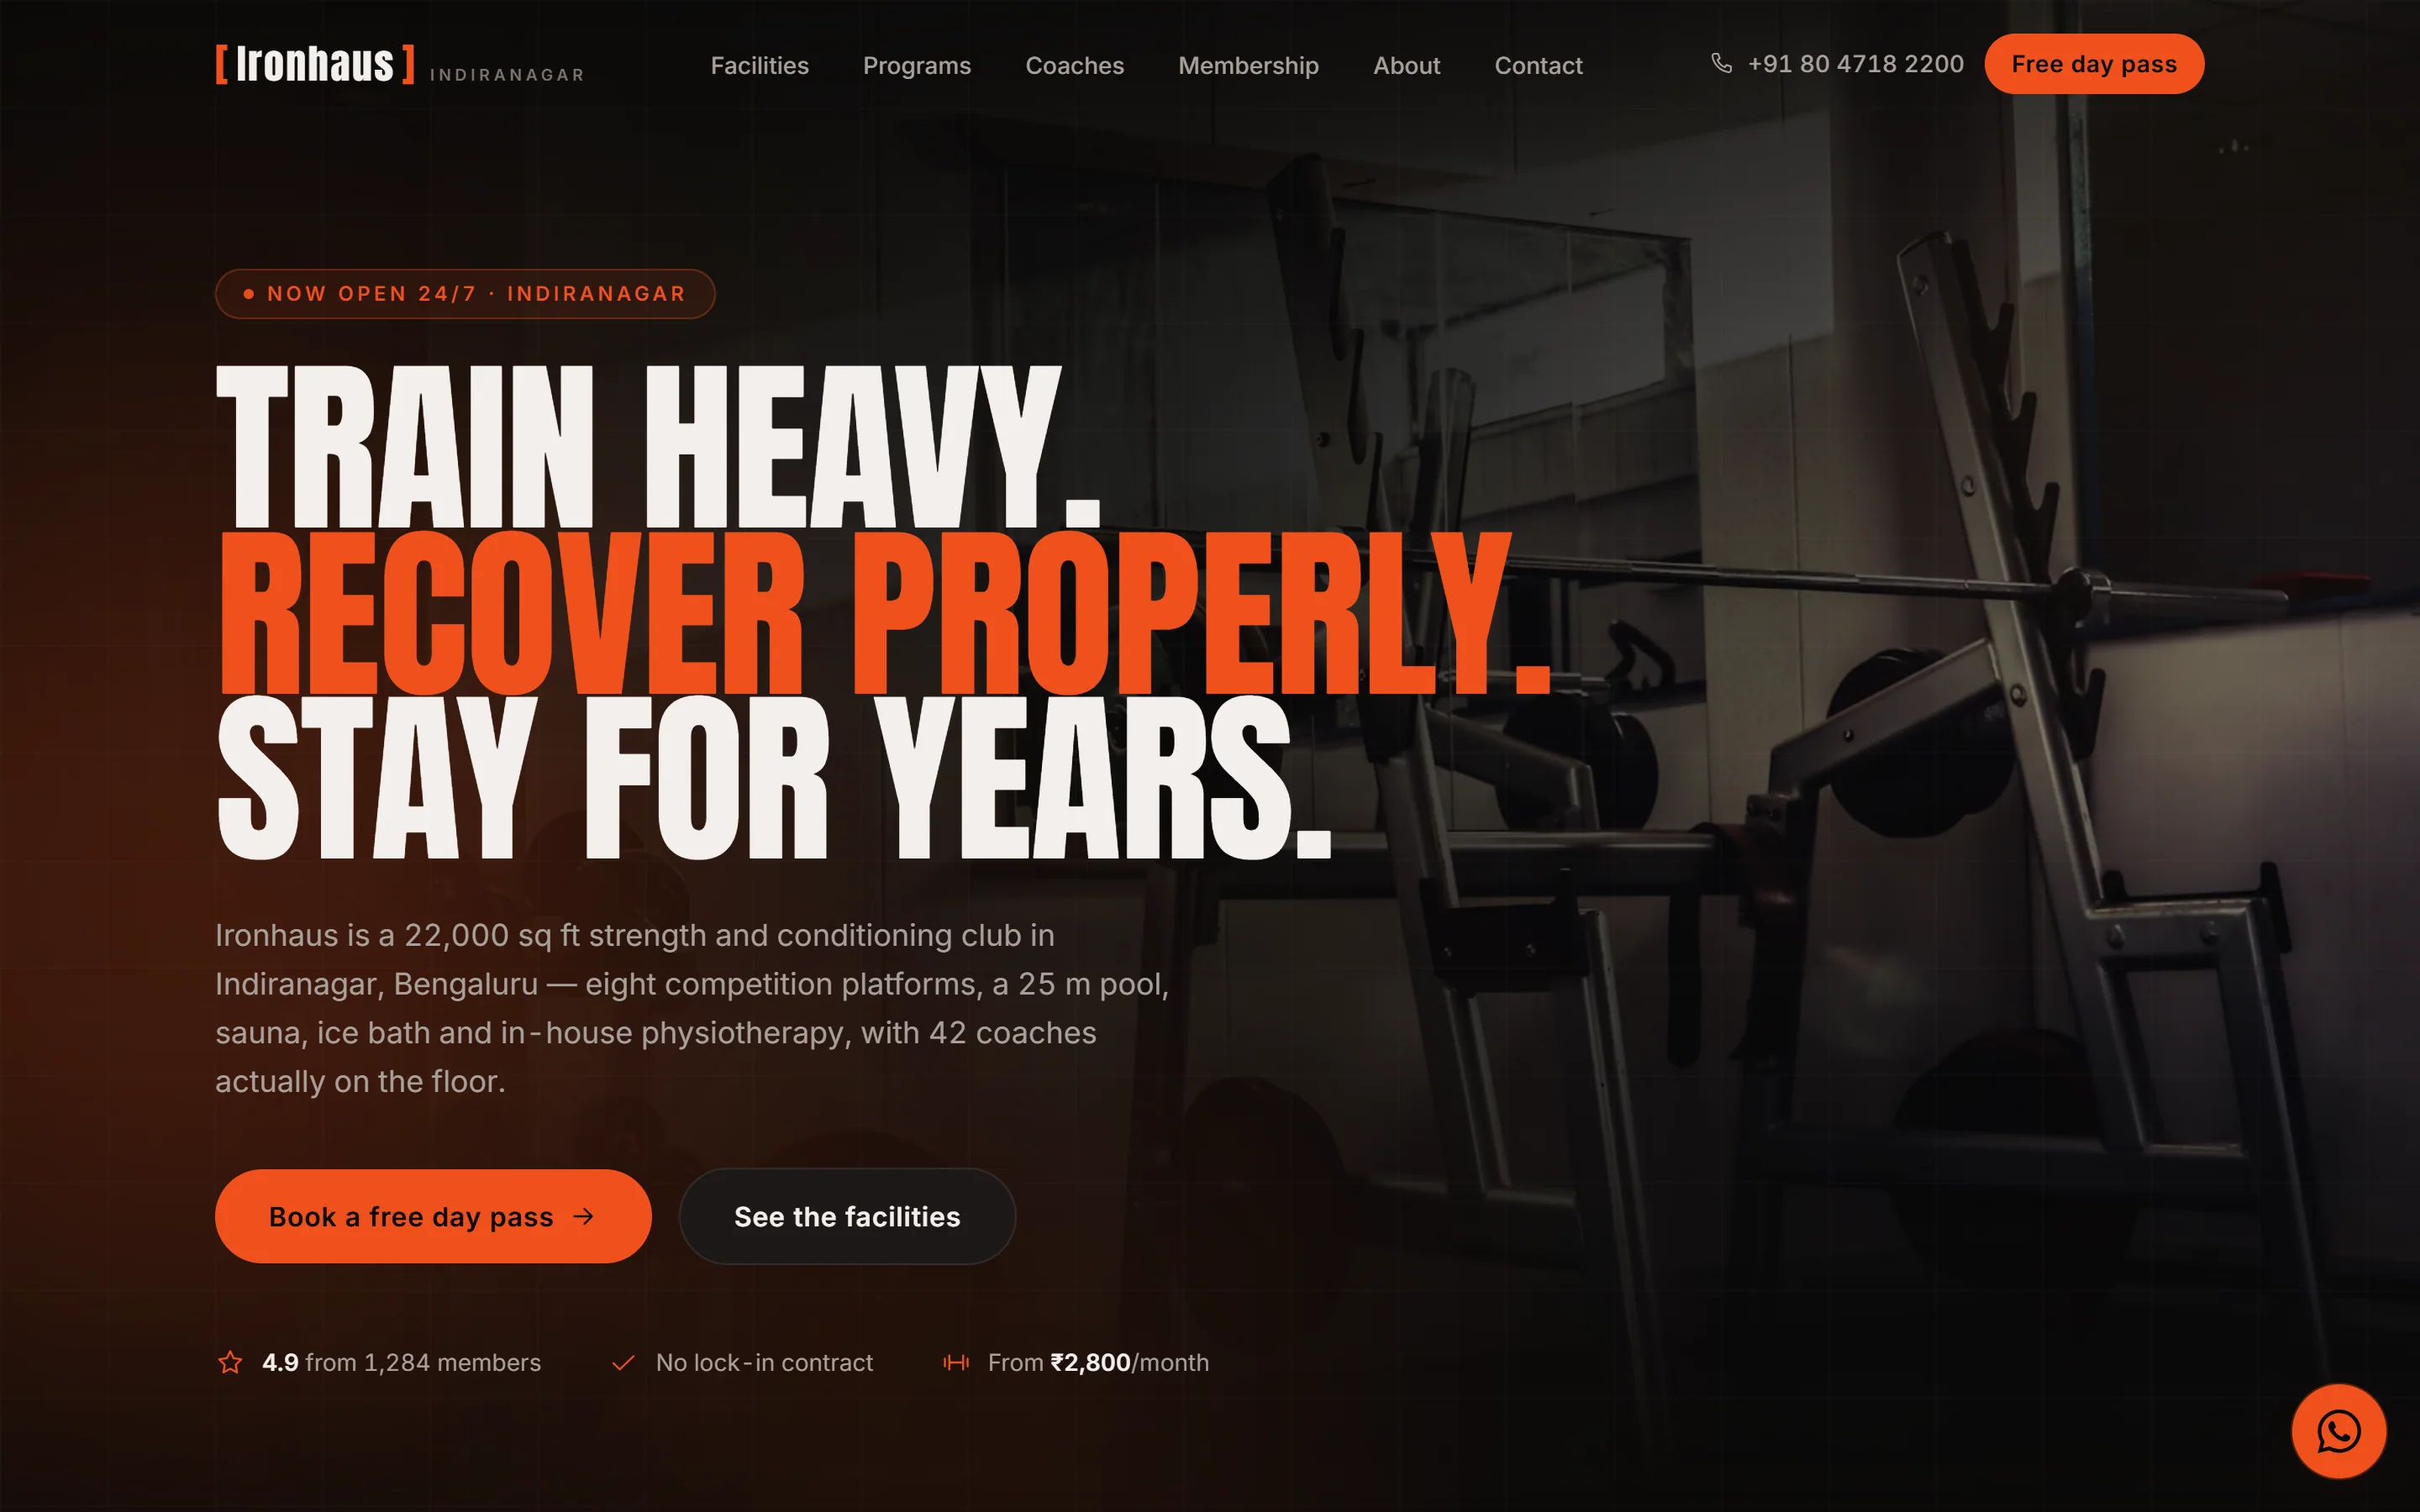 [ Ironhaus ] INDIRANAGAR
Facilities
Programs
Coaches
Membership
About
Contact
+91 80 4718 2200
Free day pass
NOW OPEN 24/7 · INDIRANAGAR
TRAIN HEAVY.
RECOVER PROPERLY.
STAY FOR YEARS.
Ironhaus is a 22,000 sq ft strength and conditioning club in
Indiranagar, Bengaluru — eight competition platforms, a 25 m pool,
sauna, ice bath and in-house physiotherapy, with 42 coaches
actually on the floor.
Book a free day pass →
See the facilities
4.9 from 1,284 members
No lock-in contract
From ₹2,800/month